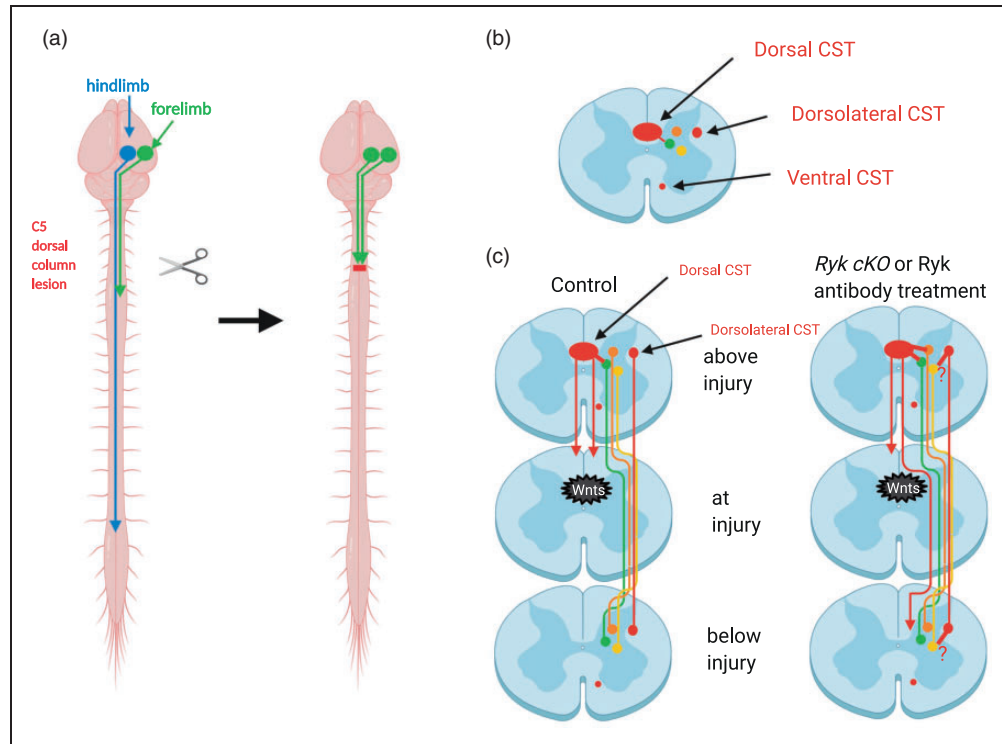 (a)
hindlimb
forelimb
C5
dorsal
column
lesion
(b)
Dorsal CST
Dorsolateral CST
Ventral CST
(c)
Control
Dorsal CST
Dorsolateral CST
above
injury
Wnts
at
injury
below
injury
Ryk cKO or Ryk
antibody treatment
?
Wnts
?